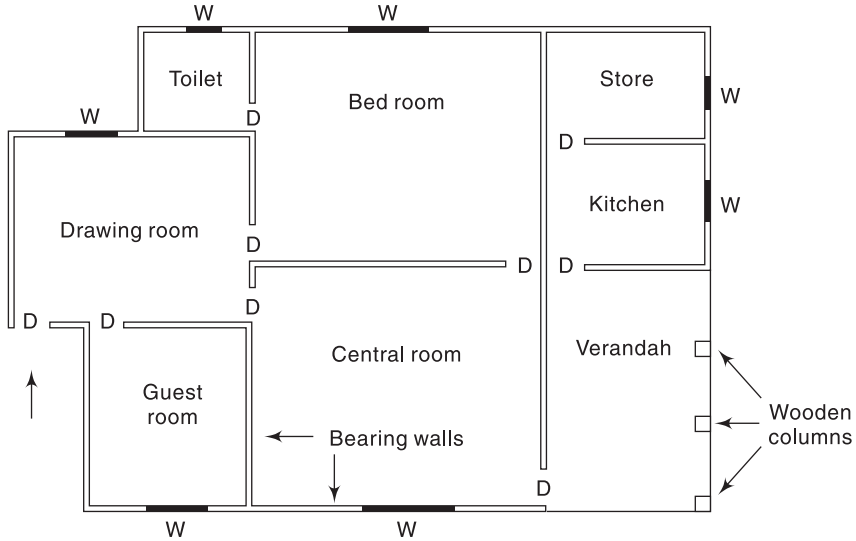 W
W
Toilet
Bed room
Store
W
W
D
D
Drawing room
Kitchen
W
D
D
D
D
D
D
Central room
Verandah
Guest
room
Bearing walls
Wooden
columns
D
W
W